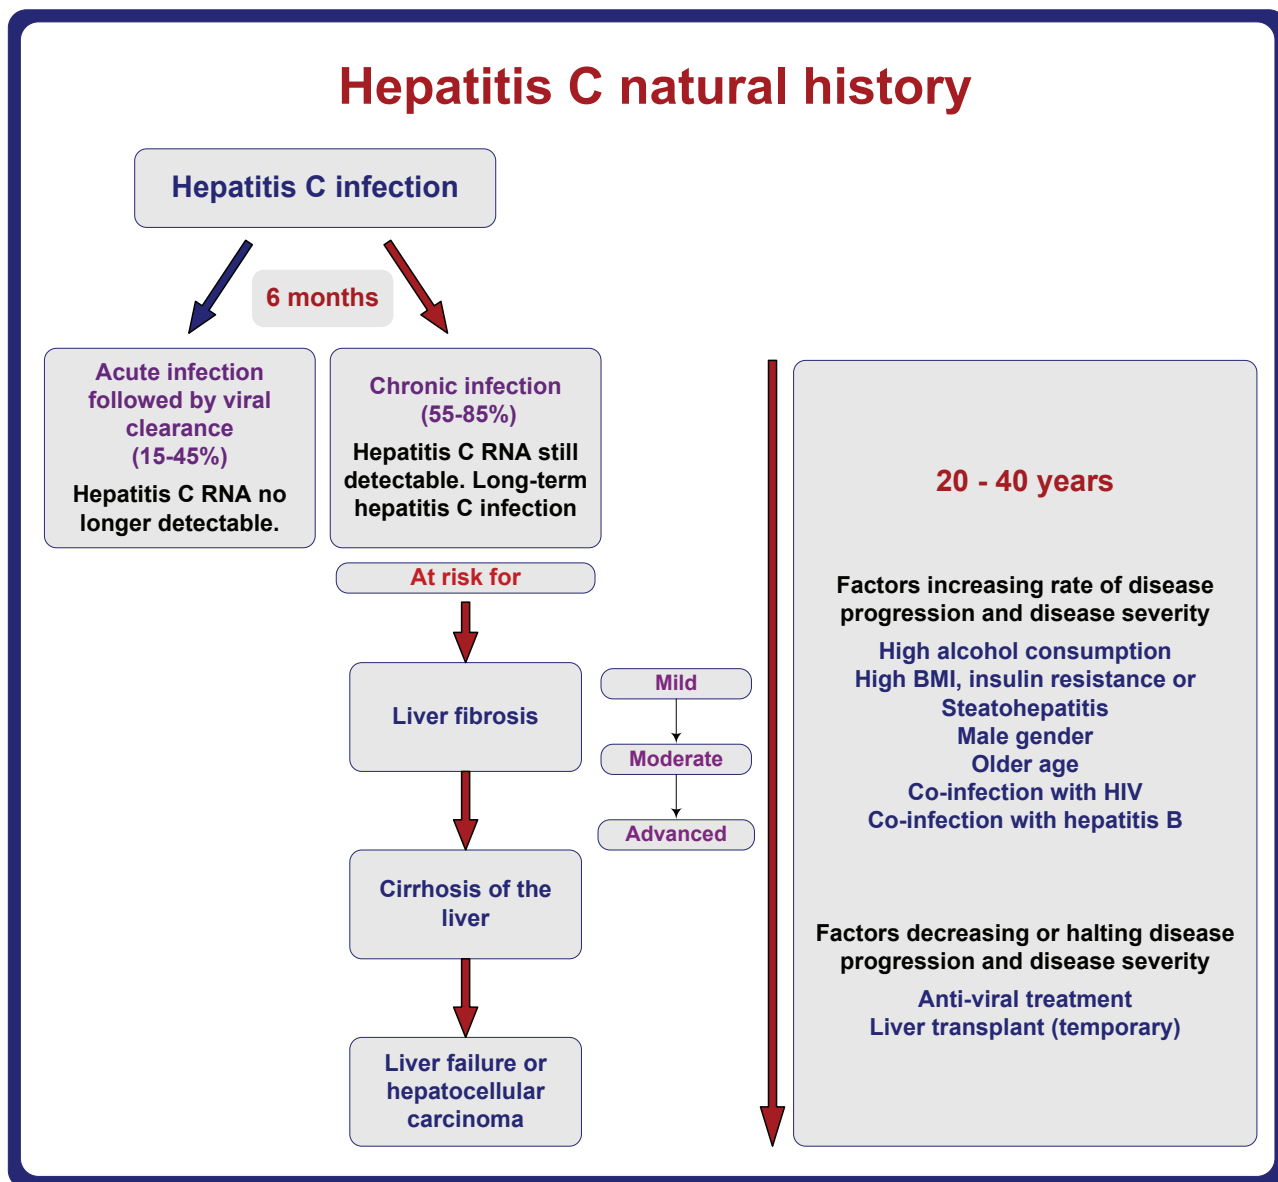 Hepatitis C natural history
Hepatitis C infection
6 months
Acute infection
followed by viral
clearance
(15-45%)
Hepatitis C RNA no
longer detectable.
Chronic infection
(55-85%)
Hepatitis C RNA still
detectable. Long-term
hepatitis C infection
At risk for
Liver fibrosis
Mild
Moderate
Advanced
Cirrhosis of the
liver
Liver failure or
hepatocellular
carcinoma
20 - 40 years
Factors increasing rate of disease
progression and disease severity
High alcohol consumption
High BMI, insulin resistance or
Steatohepatitis
Male gender
Older age
Co-infection with HIV
Co-infection with hepatitis B
Factors decreasing or halting disease
progression and disease severity
Anti-viral treatment
Liver transplant (temporary)